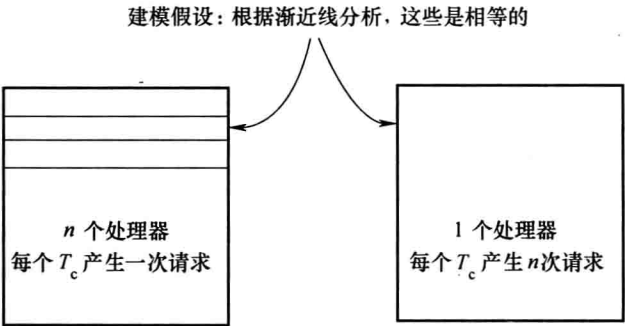 建模假设：根据渐近线分析，这些是相等的
n 个处理器
每个 Tc 产生一次请求
1 个处理器
每个 Tc 产生n次请求